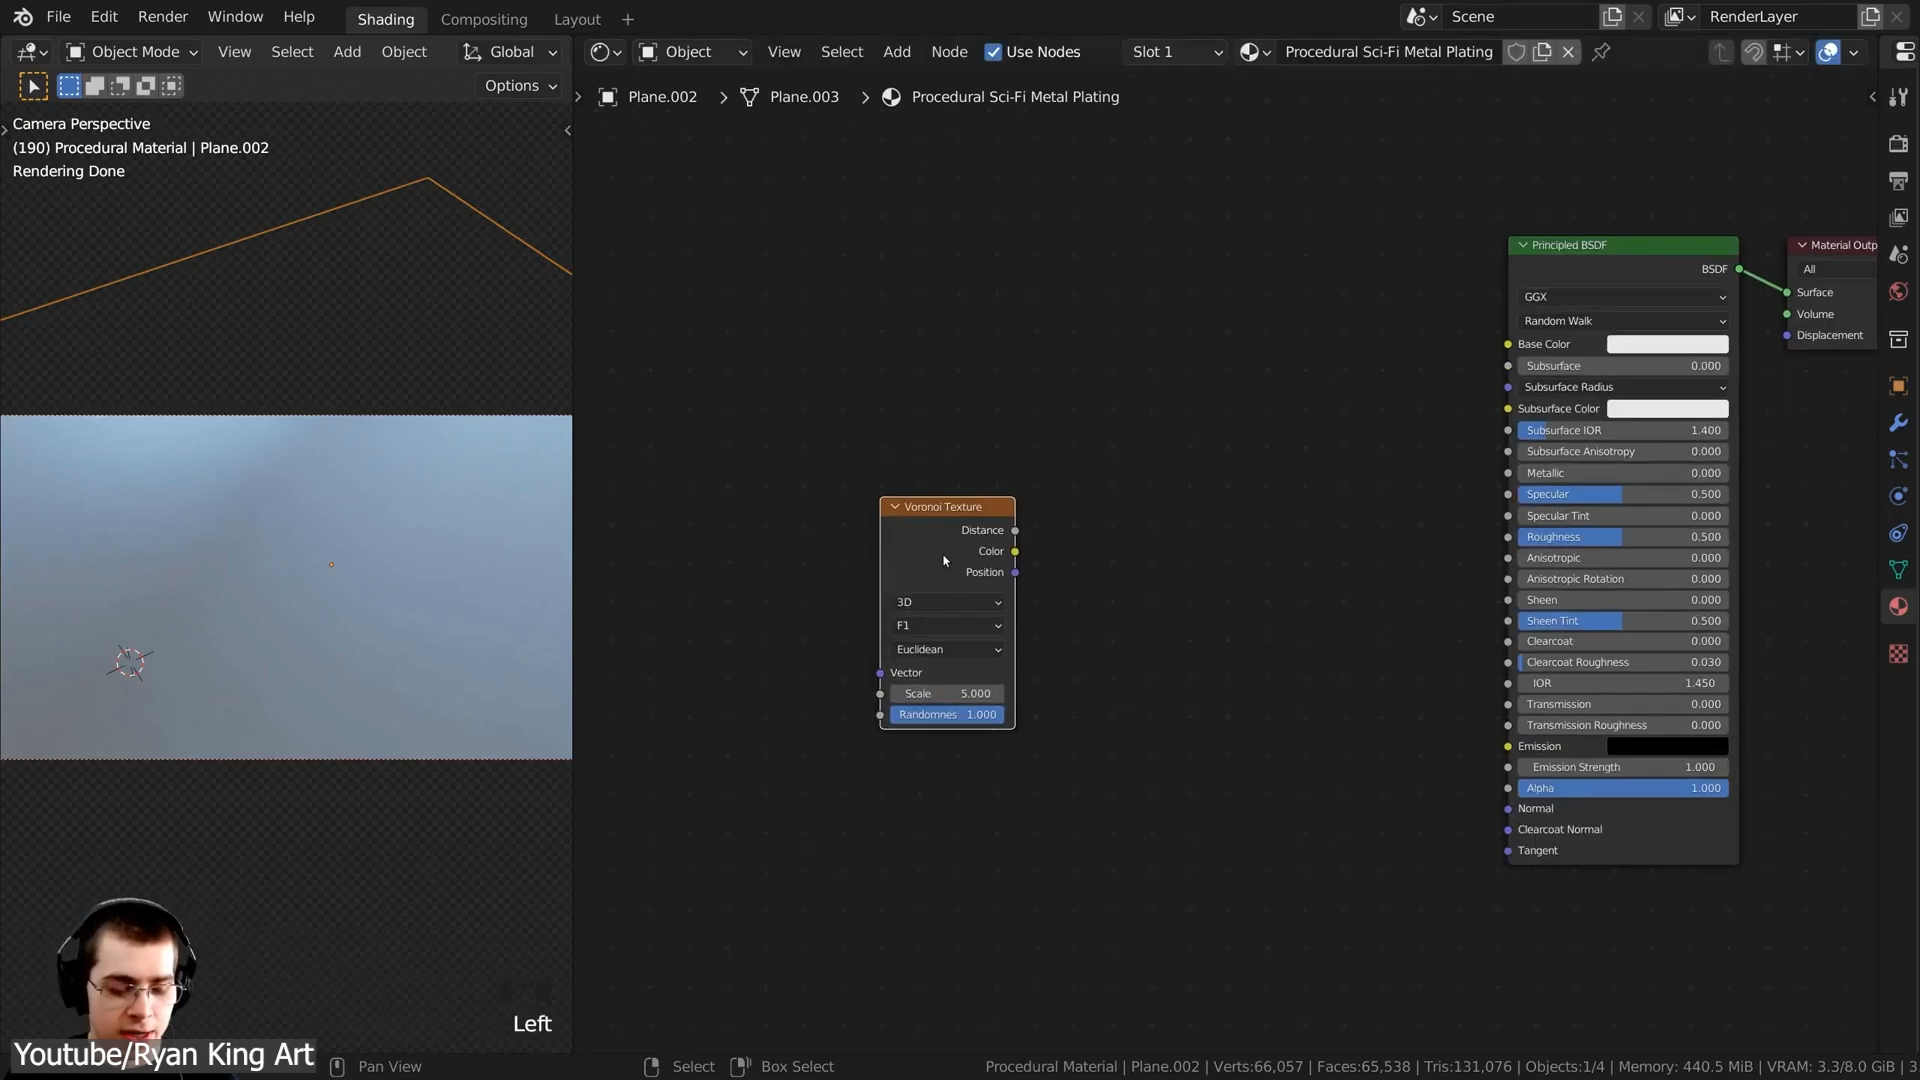 File Edit Render Window Help Shading Compositing Layout + Scene RenderLayer
Object Mode View Select Add Object Global Object View Select Add Node Use Nodes Slot 1 Procedural Sci-Fi Metal Plating
Options
Plane.002 > Plane.003 > Procedural Sci-Fi Metal Plating
Camera Perspective
(190) Procedural Material | Plane.002
Rendering Done
Voronoi Texture
Distance
Color
Position
3D
F1
Euclidean
Vector
Scale 5.000
Randomnes 1.000
Principled BSDF
BSDF
GGX
Random Walk
Base Color
Subsurface 0.000
Subsurface Radius
Subsurface Color
Subsurface IOR 1.400
Subsurface Anisotropy 0.000
Metallic 0.000
Specular 0.500
Specular Tint 0.000
Roughness 0.500
Anisotropic 0.000
Anisotropic Rotation 0.000
Sheen 0.000
Sheen Tint 0.500
Clearcoat 0.000
Clearcoat Roughness 0.030
IOR 1.450
Transmission 0.000
Transmission Roughness 0.000
Emission
Emission Strength 1.000
Alpha 1.000
Normal
Clearcoat Normal
Tangent
Material Outp
All
Surface
Volume
Displacement
Left
Youtube/Ryan King Art
Pan View Select Box Select Procedural Material | Plane.002 | Verts:66,057 | Faces:65,538 | Tris:131,076 | Objects:1/4 | Memory: 440.5 MiB | VRAM: 3.3/8.0 GiB | 3